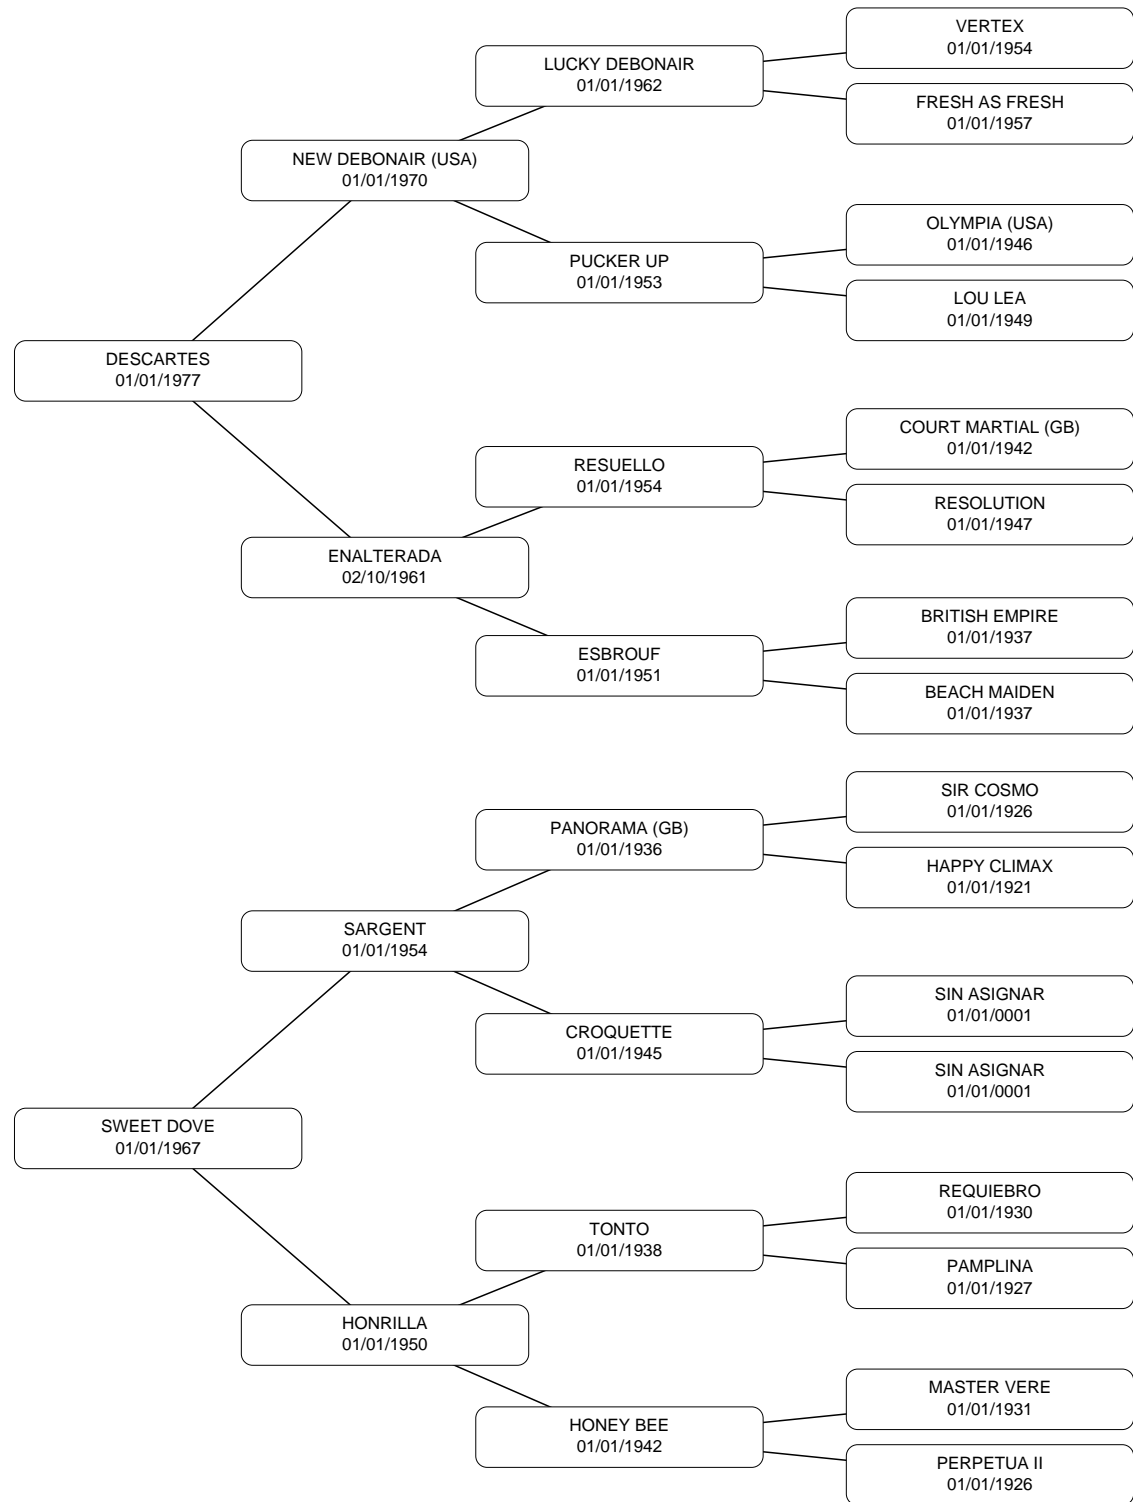 VERTEX
01/01/1954
LUCKY DEBONAIR
01/01/1962
FRESH AS FRESH
01/01/1957
NEW DEBONAIR (USA)
01/01/1970
OLYMPIA (USA)
01/01/1946
PUCKER UP
01/01/1953
LOU LEA
01/01/1949
DESCARTES
01/01/1977
COURT MARTIAL (GB)
01/01/1942
RESUELLO
01/01/1954
RESOLUTION
01/01/1947
ENALTERADA
02/10/1961
BRITISH EMPIRE
01/01/1937
ESBROUF
01/01/1951
BEACH MAIDEN
01/01/1937
SIR COSMO
01/01/1926
PANORAMA (GB)
01/01/1936
HAPPY CLIMAX
01/01/1921
SARGENT
01/01/1954
SIN ASIGNAR
01/01/0001
CROQUETTE
01/01/1945
SIN ASIGNAR
01/01/0001
SWEET DOVE
01/01/1967
REQUIEBRO
01/01/1930
TONTO
01/01/1938
PAMPLINA
01/01/1927
HONRILLA
01/01/1950
MASTER VERE
01/01/1931
HONEY BEE
01/01/1942
PERPETUA II
01/01/1926